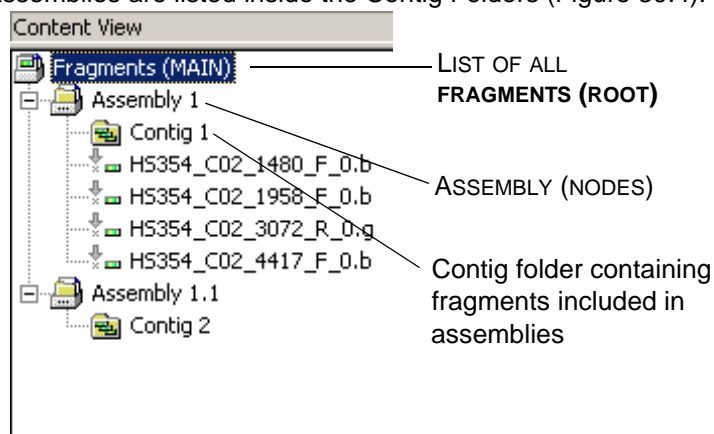 assemblies are listed inside the Contig Folders (Figure 30.4).
Content View
Fragments (MAIN)
LIST OF ALL
FRAGMENTS (ROOT)
Assembly 1
Contig 1
HS354_C02_1480_F_0.b
HS354_C02_1958_F_0.b
ASSEMBLY (NODES)
HS354_C02_3072_R_0.g
HS354_C02_4417_F_0.b
Contig folder containing
fragments included in
assemblies
Assembly 1.1
Contig 2